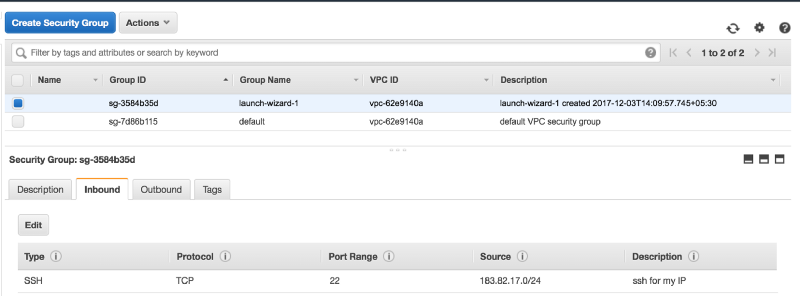 Create Security Group Actions
Filter by tags and attributes or search by keyword 1 to 2 of 2
Name Group ID Group Name VPC ID Description
sg-3584b35d launch-wizard-1 vpc-62e9140a launch-wizard-1 created 2017-12-03T14:09:57.745+05:30
sg-7d86b115 default vpc-62e9140a default VPC security group
Security Group: sg-3584b35d
Description Inbound Outbound Tags
Edit
Type Protocol Port Range Source Description
SSH TCP 22 183.82.17.0/24 ssh for my IP